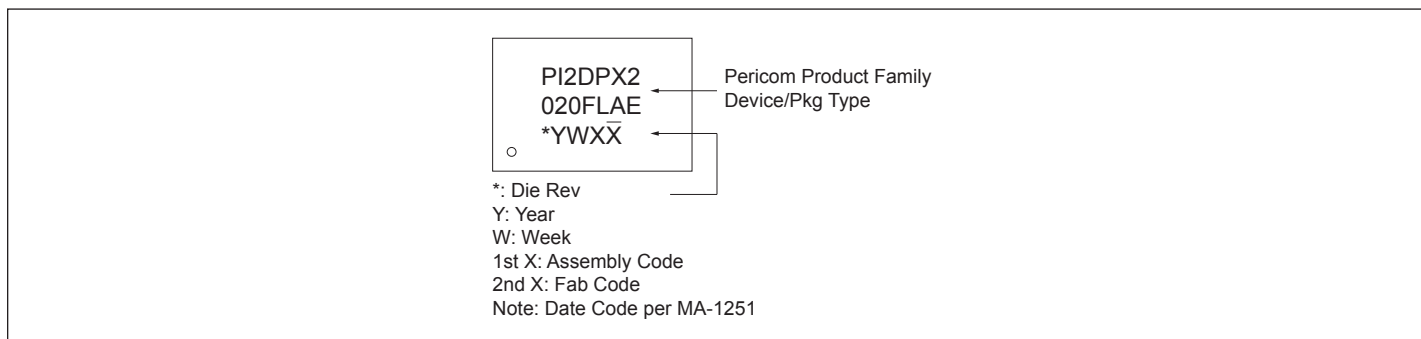 PI2DPX2
020FLAE
*YWXX̅
Pericom Product Family
Device/Pkg Type
*: Die Rev
Y: Year
W: Week
1st X: Assembly Code
2nd X: Fab Code
Note: Date Code per MA-1251